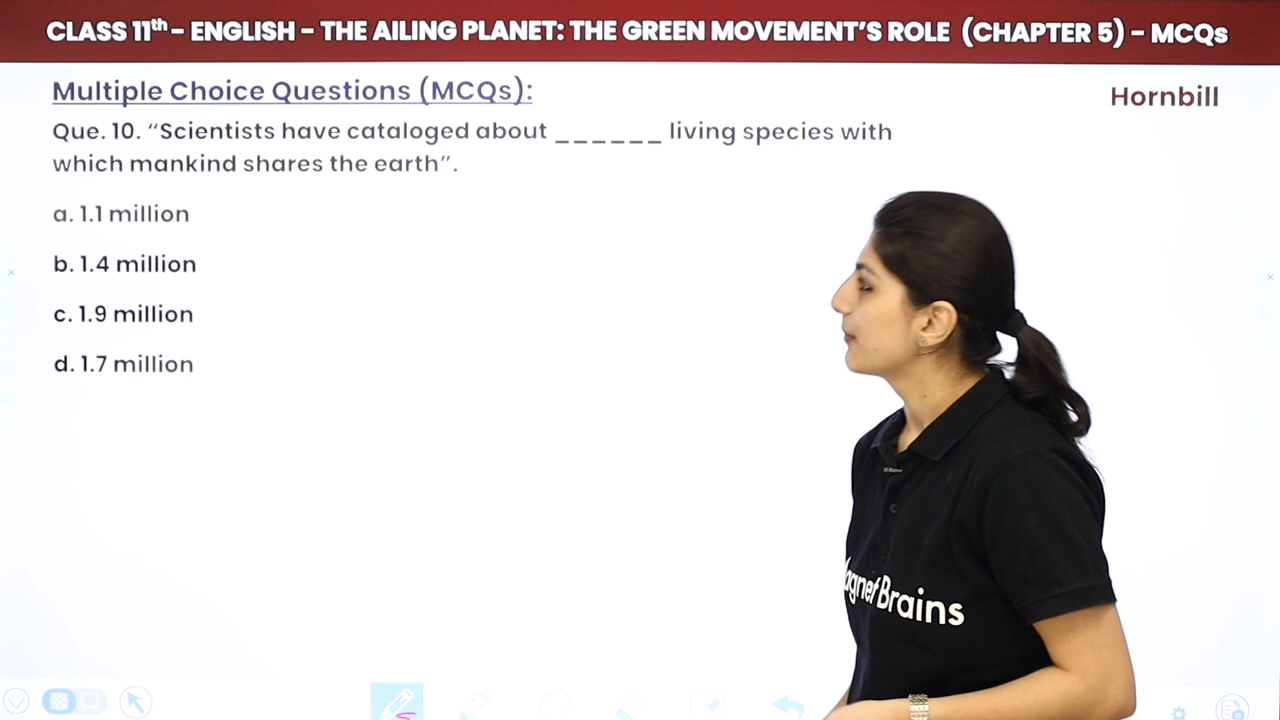 CLASS 11th - ENGLISH - THE AILING PLANET: THE GREEN MOVEMENT'S ROLE (CHAPTER 5) - MCQs
Multiple Choice Questions (MCQs):
Hornbill
Que. 10. “Scientists have cataloged about ______ living species with
which mankind shares the earth”.
a. 1.1 million
b. 1.4 million
c. 1.9 million
d. 1.7 million
Brains